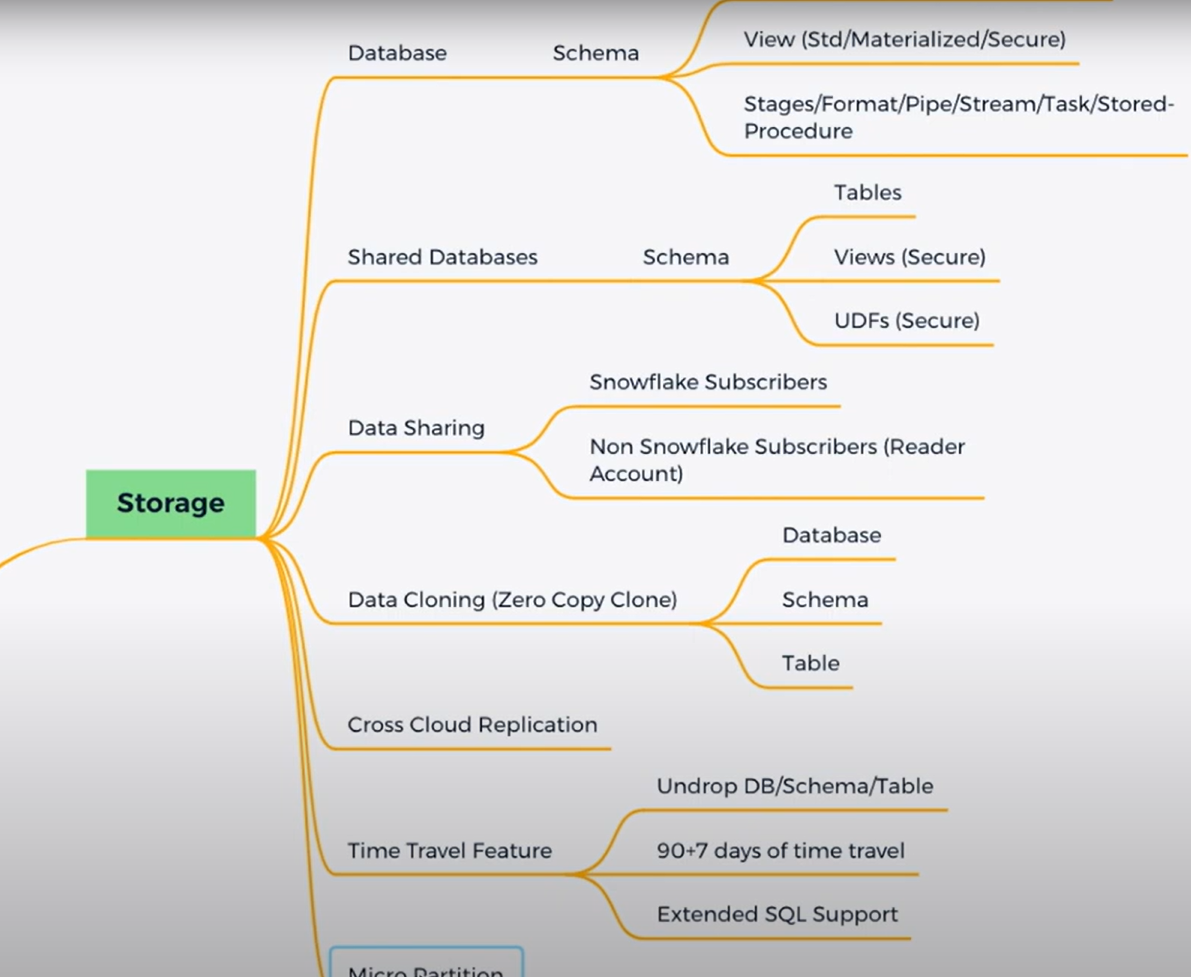 Database
Schema
View (Std/Materialized/Secure)
Stages/Format/Pipe/Stream/Task/Stored-
Procedure
Shared Databases
Schema
Tables
Views (Secure)
UDFs (Secure)
Data Sharing
Snowflake Subscribers
Non Snowflake Subscribers (Reader
Account)
Storage
Data Cloning (Zero Copy Clone)
Database
Schema
Table
Cross Cloud Replication
Time Travel Feature
Undrop DB/Schema/Table
90+7 days of time travel
Extended SQL Support
Micro Partition